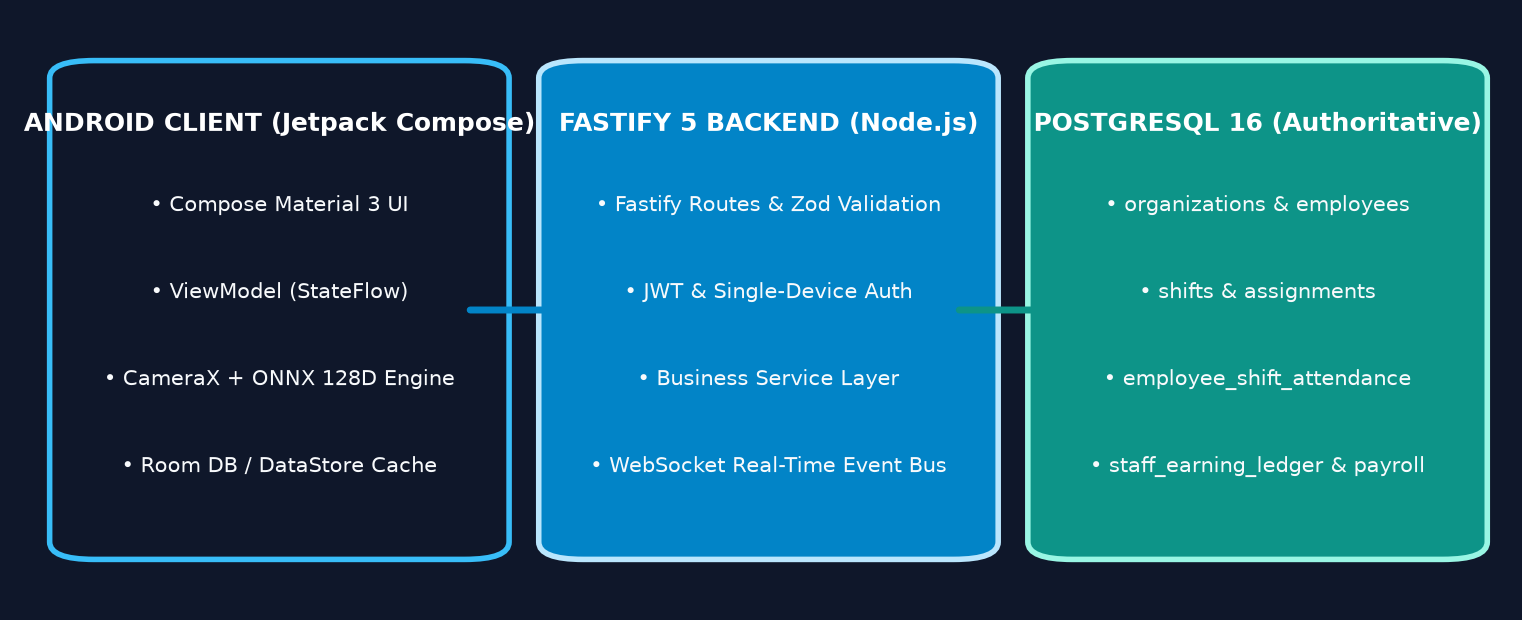 ANDROID CLIENT (Jetpack Compose)
• Compose Material 3 UI
• ViewModel (StateFlow)
• CameraX + ONNX 128D Engine
• Room DB / DataStore Cache
FASTIFY 5 BACKEND (Node.js)
• Fastify Routes & Zod Validation
• JWT & Single-Device Auth
• Business Service Layer
• WebSocket Real-Time Event Bus
POSTGRESQL 16 (Authoritative)
• organizations & employees
• shifts & assignments
• employee_shift_attendance
• staff_earning_ledger & payroll